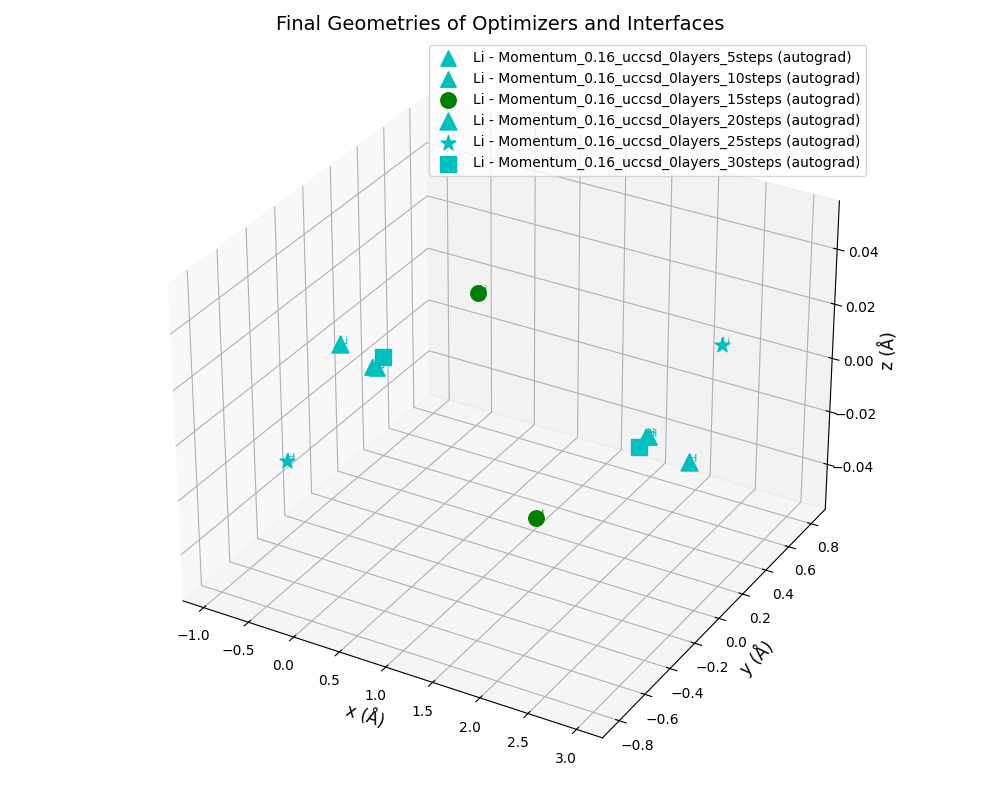 Final Geometries of Optimizers and Interfaces
Li - Momentum_0.16_uccsd_0layers_5steps (autograd)
Li - Momentum_0.16_uccsd_0layers_10steps (autograd)
Li - Momentum_0.16_uccsd_0layers_15steps (autograd)
Li - Momentum_0.16_uccsd_0layers_20steps (autograd)
Li - Momentum_0.16_uccsd_0layers_25steps (autograd)
Li - Momentum_0.16_uccsd_0layers_30steps (autograd)
0.04
0.02
0.00
−0.02
−0.04
z (Å)
0.8
0.6
0.4
0.2
0.0
−0.2
−0.4
−0.6
−0.8
y (Å)
−1.0
−0.5
0.0
0.5
1.0
1.5
2.0
2.5
3.0
x (Å)
H
H